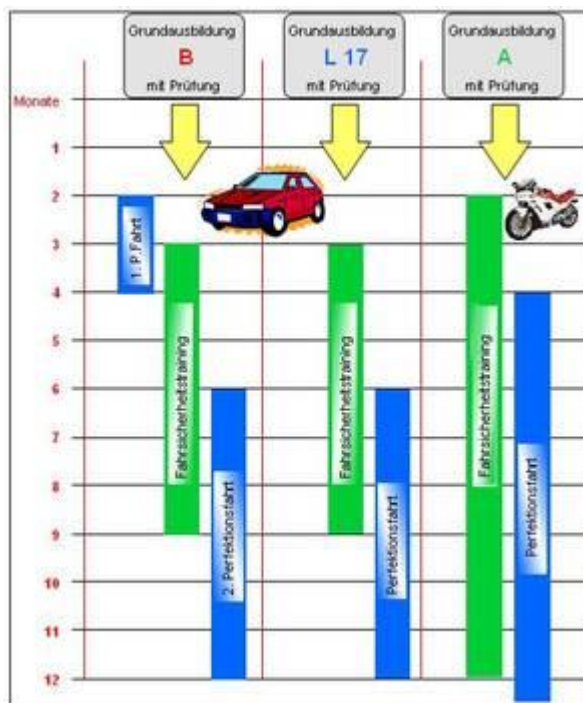 Grundausbildung
B
mit Prüfung
Grundausbildung
L 17
mit Prüfung
Grundausbildung
A
mit Prüfung
Monate
1
2
3
4
5
6
7
8
9
10
11
12
1. P.Fahrt
Fahrsicherheitstraining
2. Perfektionsfahrt
Fahrsicherheitstraining
Perfektionsfahrt
Fahrsicherheitstraining
Perfektionsfahrt